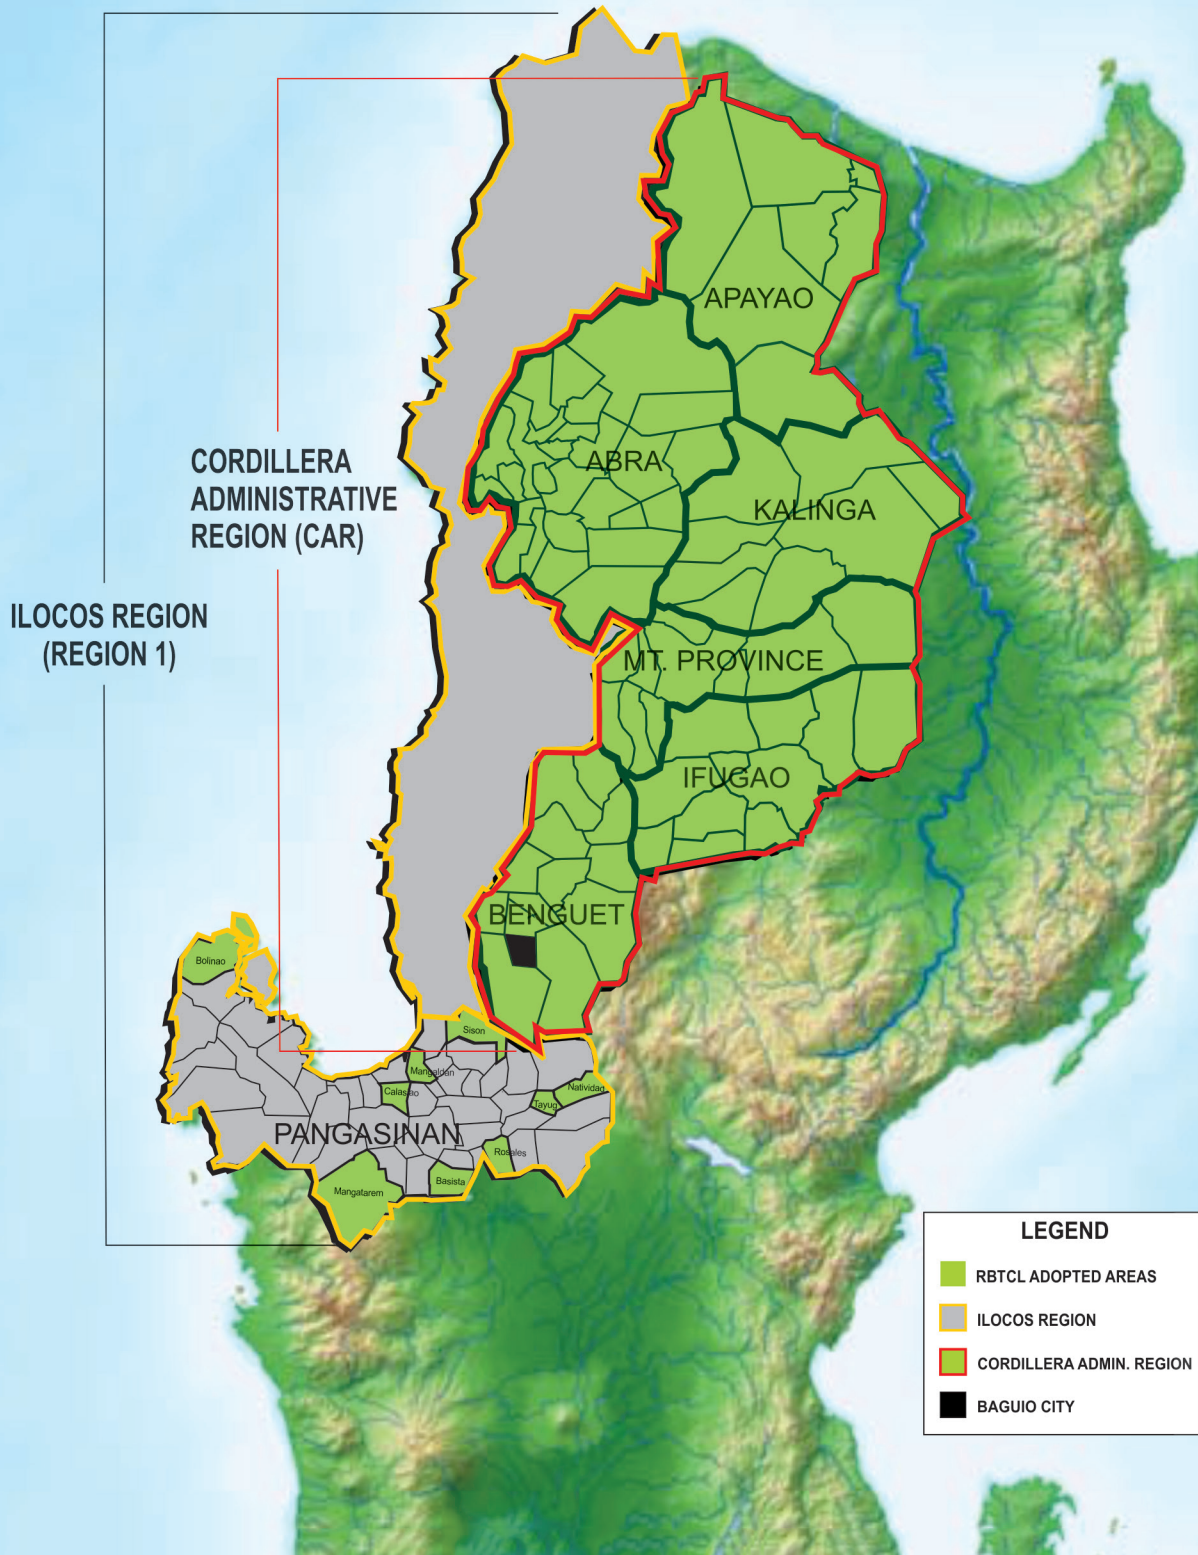 APAYAO
ABRA
CORDILLERA
ADMINISTRATIVE
REGION (CAR)
KALINGA
ILOCOS REGION
(REGION 1)
MT. PROVINCE
IFUGAO
BENGUET
Bolinao
Sison
Mangaldan
Calasiao
Natividad
Tayug
PANGASINAN
Rosales
Basista
Mangatarem
LEGEND
RBTCL ADOPTED AREAS
ILOCOS REGION
CORDILLERA ADMIN. REGION
BAGUIO CITY